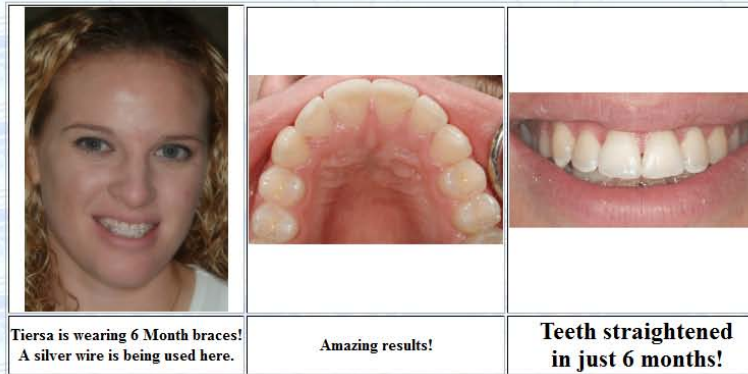 Tiersa is wearing 6 Month braces!
A silver wire is being used here.
Amazing results!
Teeth straightened
in just 6 months!